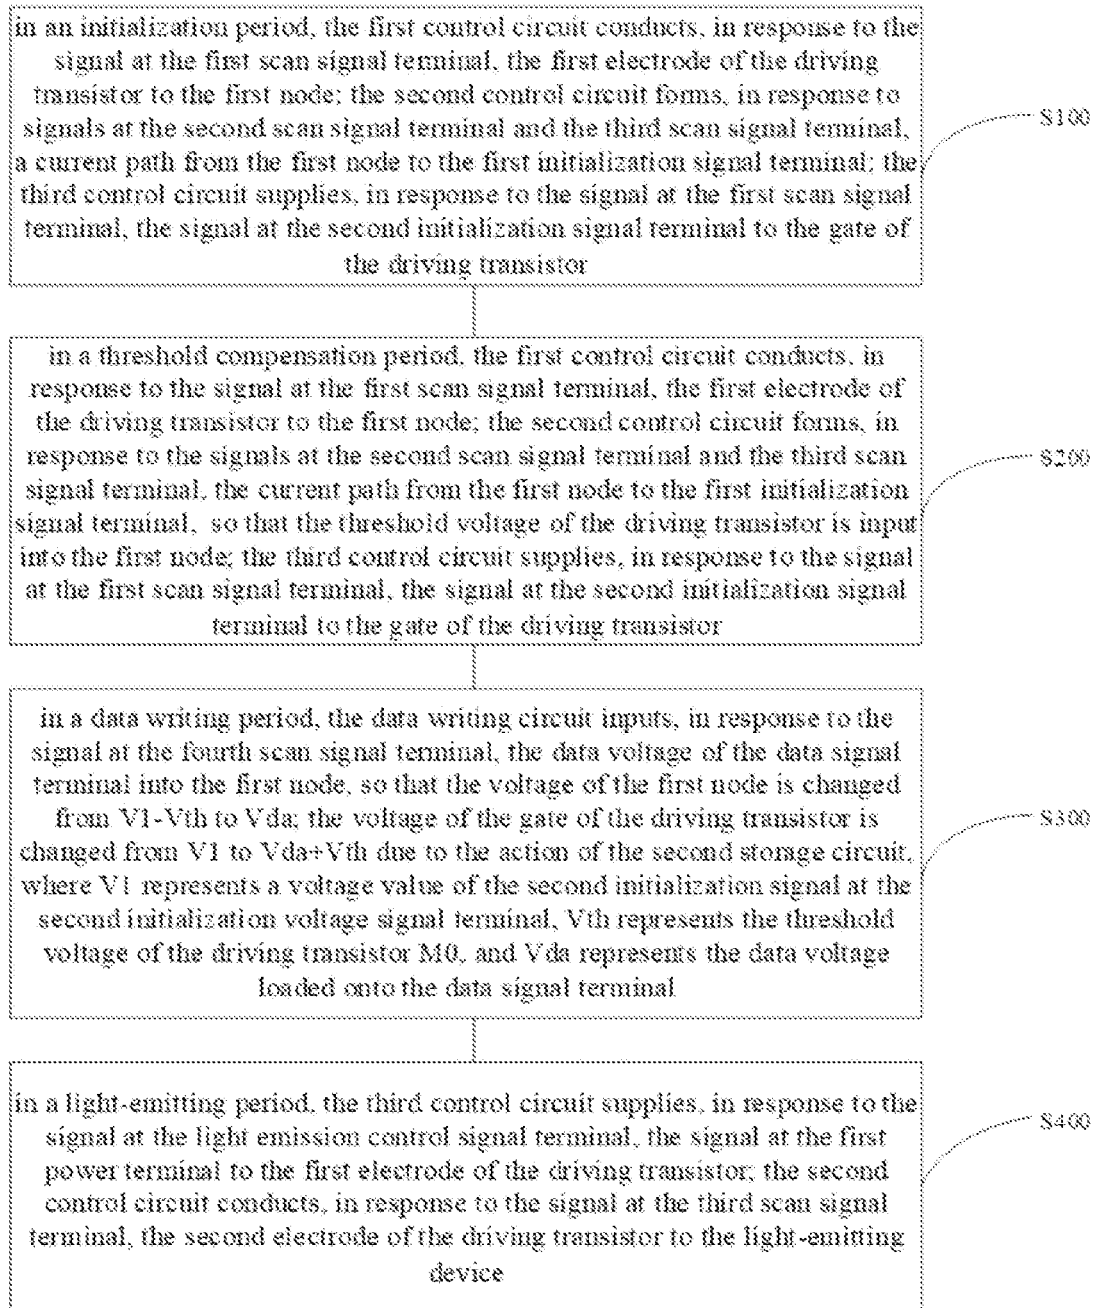 in an initialization period, the first control circuit conducts, in response to the
signal at the first scan signal terminal, the first electrode of the driving
transistor to the first node; the second control circuit forms, in response to
signals at the second scan signal terminal and the third scan signal terminal,
a current path from the first node to the first initialization signal terminal; the
third control circuit supplies, in response to the signal at the first scan signal
terminal, the signal at the second initialization signal terminal to the gate of
the driving transistor
S100
in a threshold compensation period, the first control circuit conducts, in
response to the signal at the first scan signal terminal, the first electrode of
the driving transistor to the first node; the second control circuit forms, in
response to the signals at the second scan signal terminal and the third scan
signal terminal, the current path from the first node to the first initialization
signal terminal, so that the threshold voltage of the driving transistor is input
into the first node; the third control circuit supplies, in response to the signal
at the first scan signal terminal, the signal at the second initialization signal
terminal to the gate of the driving transistor
S200
in a data writing period, the data writing circuit inputs, in response to the
signal at the fourth scan signal terminal, the data voltage of the data signal
terminal into the first node, so that the voltage of the first node is changed
from V1-Vth to Vda; the voltage of the gate of the driving transistor is
changed from V1 to Vda+Vth due to the action of the second storage circuit,
where V1 represents a voltage value of the second initialization signal at the
second initialization voltage signal terminal, Vth represents the threshold
voltage of the driving transistor M0, and Vda represents the data voltage
loaded onto the data signal terminal
S300
in a light-emitting period, the third control circuit supplies, in response to the
signal at the light emission control signal terminal, the signal at the first
power terminal to the first electrode of the driving transistor; the second
control circuit conducts, in response to the signal at the third scan signal
terminal, the second electrode of the driving transistor to the light-emitting
device
S400